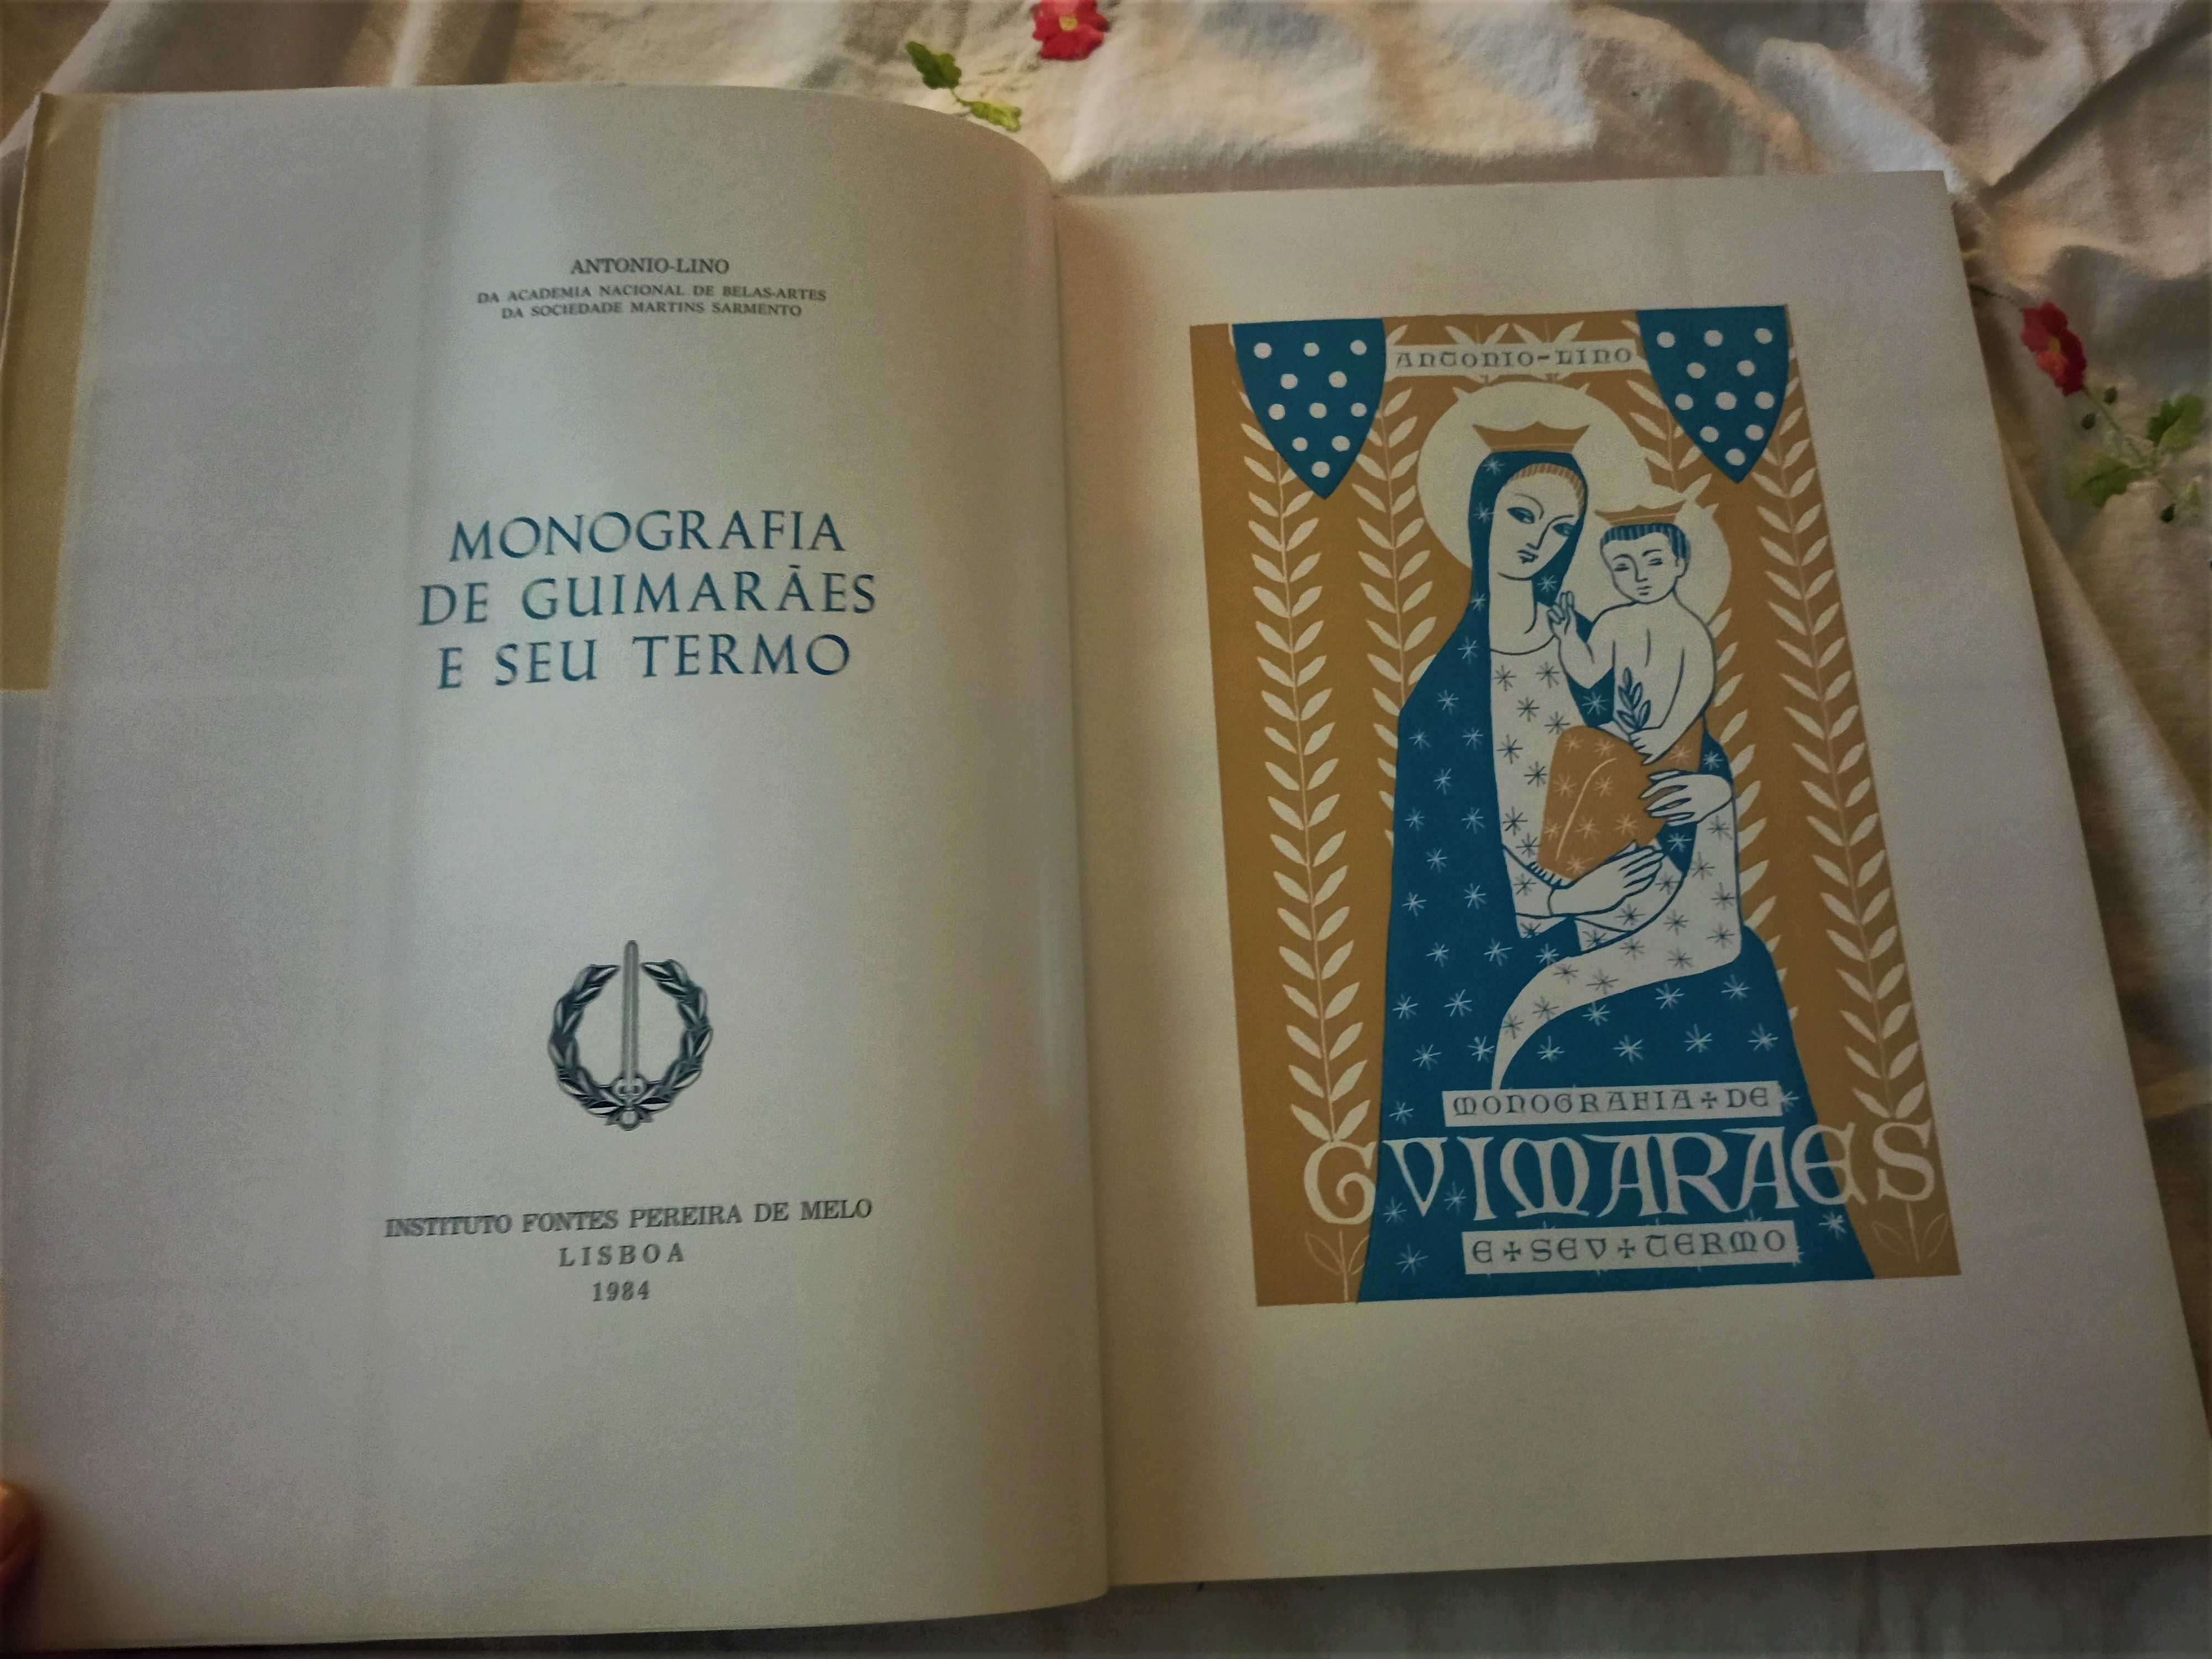 ANTONIO-LINO
DA ACADEMIA NACIONAL DE BELAS-ARTES
DA SOCIEDADE MARTINS SARMENTO
MONOGRAFIA
DE GUIMARÃES
E SEU TERMO
INSTITUTO FONTES PEREIRA DE MELO
LISBOA
1984
ANTONIO-LINO
MONOGRAFIA+DE
GVIMARAES
E+SEV+TERMO